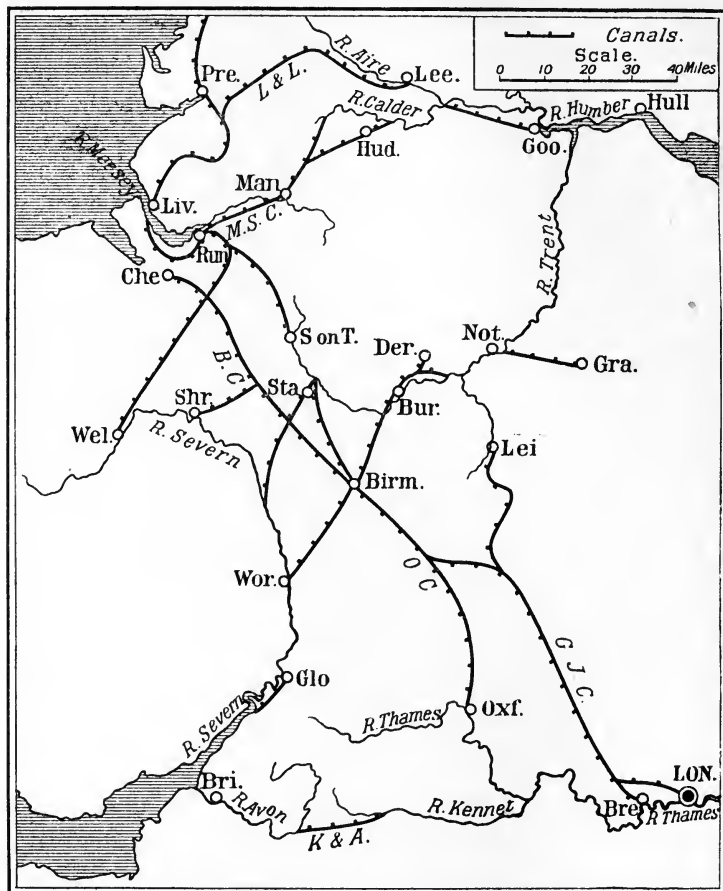 Canals.
Scale.
0 10 20 30 40 Miles
Pre.
L & L.
R. Aire
Lee.
R. Calder
R. Humber
Hull
Hud.
Goo.
R. Mersey
Liv.
Man
M.S.C.
Run
R. Trent
Che
S on T.
Der.
Not.
Gra.
B. C
Shr.
Sta.
Bur.
Wel.
R. Severn
Lei
Birm.
Wor.
O C
G J C.
Glo
R. Severn
R. Thames
Oxf.
Bri.
R. Avon
K & A.
R. Kennet
Bre
LON.
R Thames